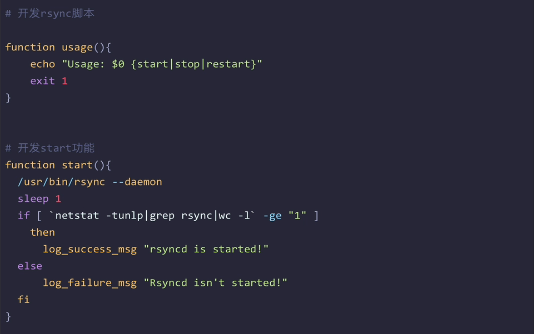 # 开发rsync脚本
function usage(){
    echo "Usage: $0 {start|stop|restart}"
    exit 1
}
# 开发start功能
function start(){
  /usr/bin/rsync --daemon
  sleep 1
  if [ `netstat -tunlp|grep rsync|wc -l` -ge "1" ]
    then
      log_success_msg "rsyncd is started!"
  else
      log_failure_msg "Rsyncd isn't started!"
  fi
}